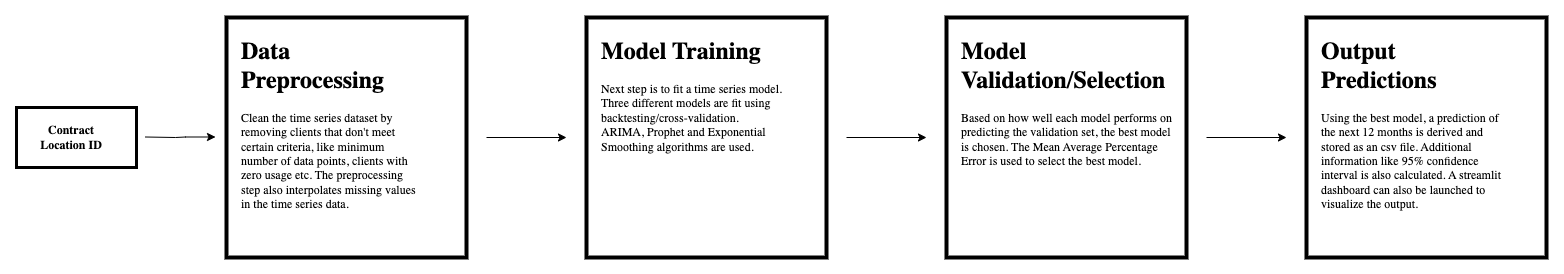 Contract
Location ID
Data
Preprocessing
Clean the time series dataset by
removing clients that don't meet
certain criteria, like minimum
number of data points, clients with
zero usage etc. The preprocessing
step also interpolates missing values
in the time series data.
Model Training
Next step is to fit a time series model.
Three different models are fit using
backtesting/cross-validation.
ARIMA, Prophet and Exponential
Smoothing algorithms are used.
Model
Validation/Selection
Based on how well each model performs on
predicting the validation set, the best model
is chosen. The Mean Average Percentage
Error is used to select the best model.
Output
Predictions
Using the best model, a prediction of
the next 12 months is derived and
stored as an csv file. Additional
information like 95% confidence
interval is also calculated. A streamlit
dashboard can also be launched to
visualize the output.